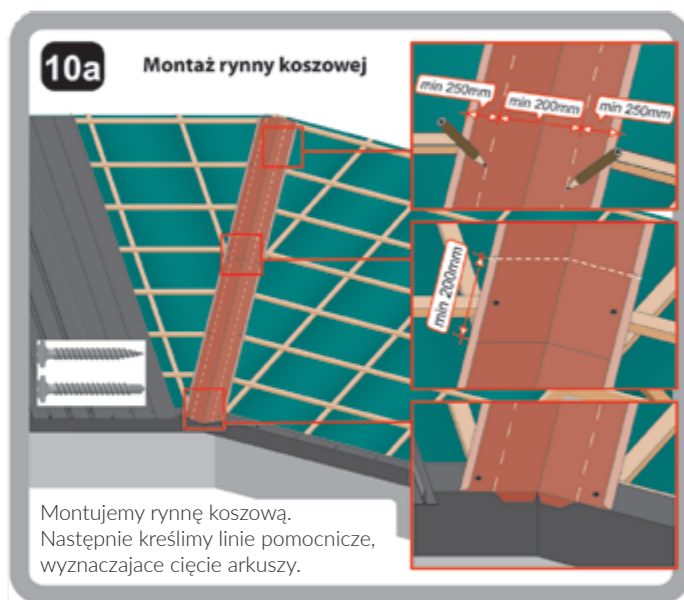 10a
Montaż rynny koszowej
min 250mm
min 200mm
min 250mm
min 200mm
Montujemy rynnę koszową.
Następnie kreślimy linie pomocnicze,
wyznaczajace cięcie arkuszy.